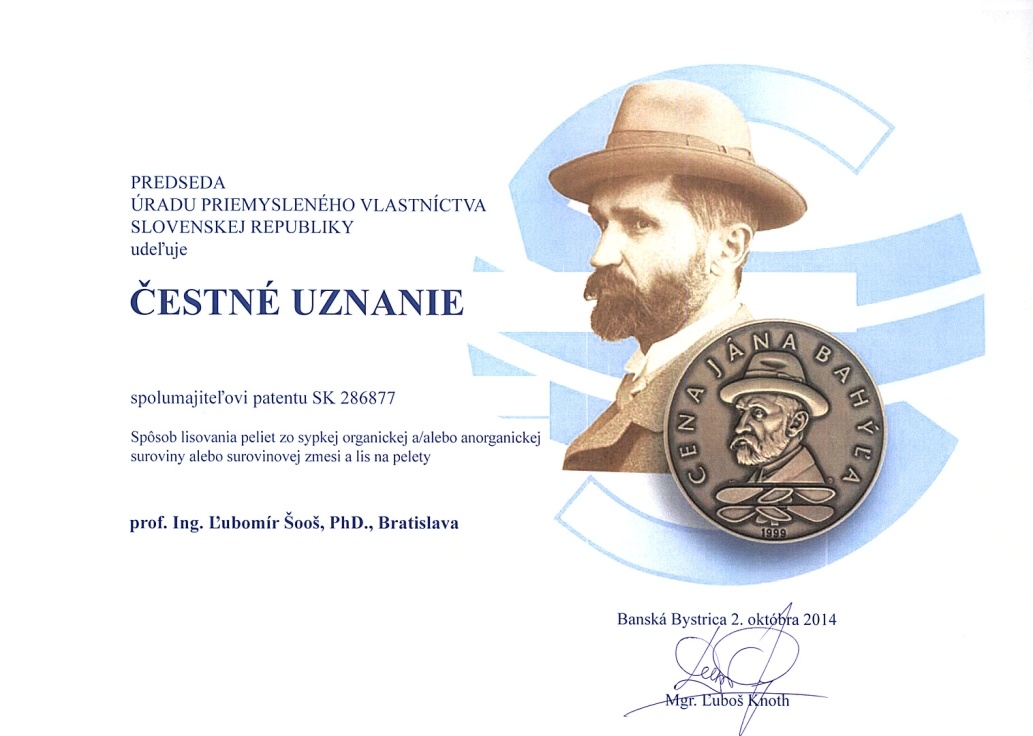 PREDSEDA
ÚRADU PRIEMYSLENÉHO VLASTNÍCTVA
SLOVENSKEJ REPUBLIKY
udeľuje
ČESTNÉ UZNANIE
spolumajiteľovi patentu SK 286877
Spôsob lisovania peliet zo sypkej organickej a/alebo anorganickej
suroviny alebo surovinovej zmesi a lis na pelety
prof. Ing. Ľubomír Šooš, PhD., Bratislava
CENA JÁNA BAHÝĽA
1999
Banská Bystrica 2. októbra 2014
Mgr. Ľuboš Knoth